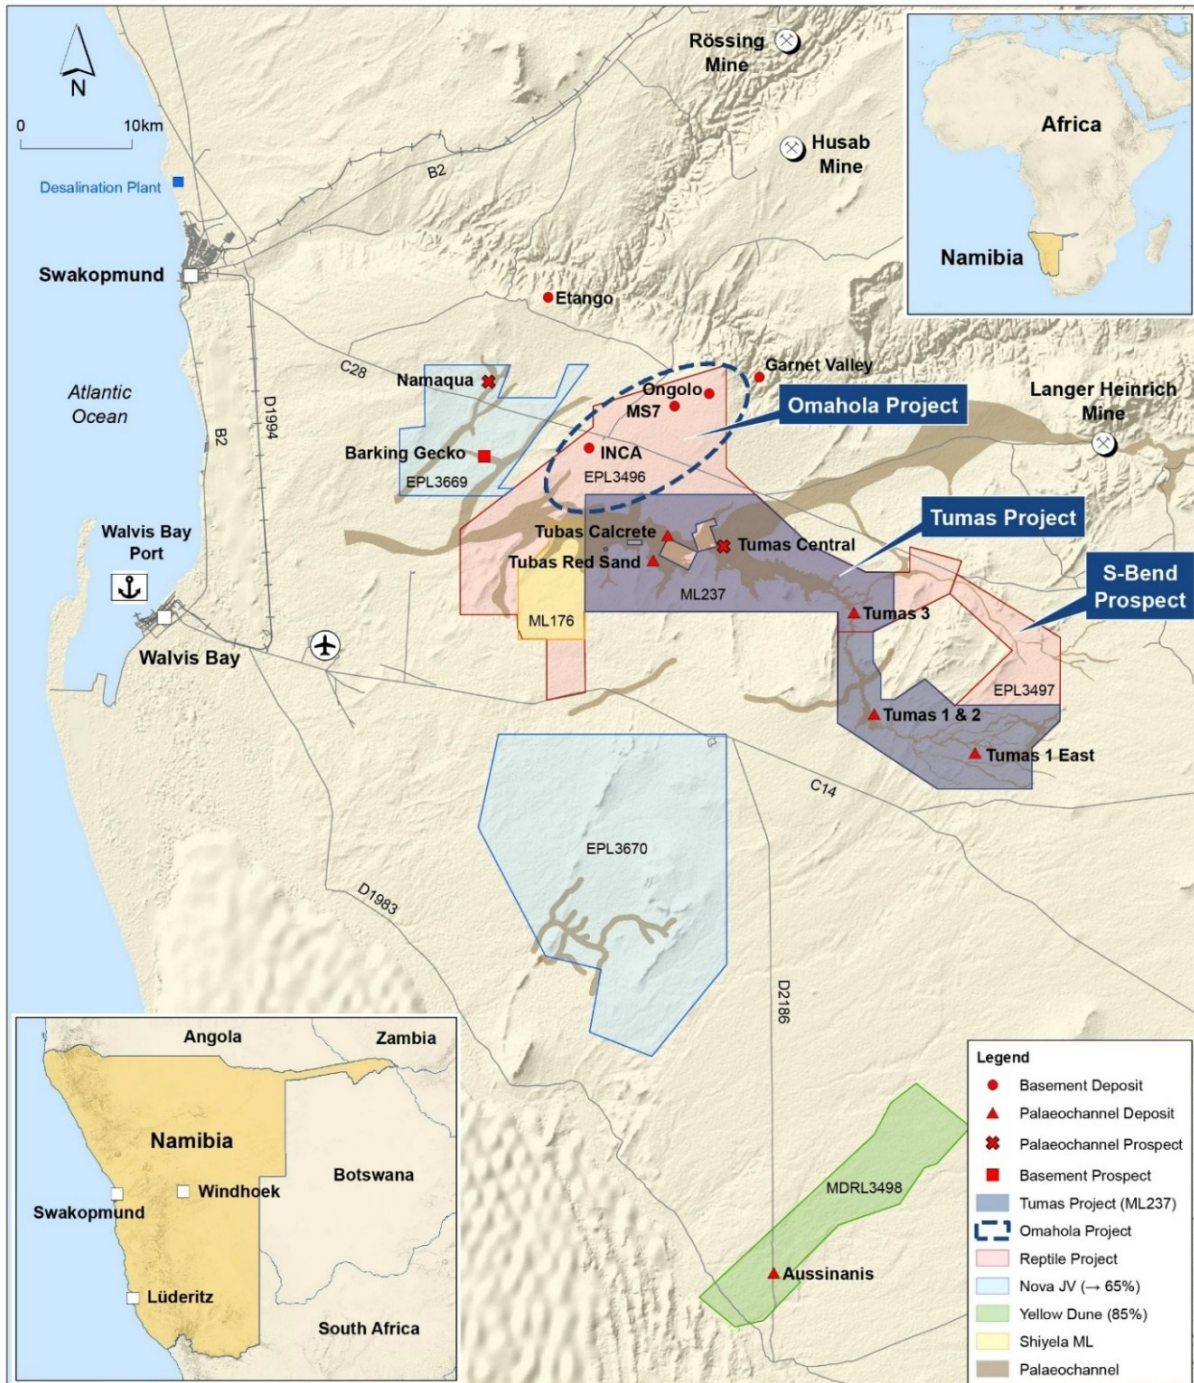 N
0 10km
Desalination Plant
Swakopmund
Atlantic
Ocean
B2
B2
D1994
C28
Rössing
Mine
Husab
Mine
Africa
Namibia
Etango
Namaqua
Barking Gecko
EPL3669
Garnet Valley
Ongolo
MS7
INCA
EPL3496
Omahola Project
Langer Heinrich
Mine
Tumas Project
S-Bend
Prospect
Walvis Bay
Port
Walvis Bay
Tubas Calcrete
Tubas Red Sand
Tumas Central
ML237
ML176
Tumas 3
EPL3497
Tumas 1 & 2
Tumas 1 East
C14
EPL3670
D1983
D2186
MDRL3498
Aussinanis
Angola
Zambia
Namibia
Botswana
Windhoek
Swakopmund
Lüderitz
South Africa
Legend
Basement Deposit
Palaeochannel Deposit
Palaeochannel Prospect
Basement Prospect
Tumas Project (ML237)
Omahola Project
Reptile Project
Nova JV (→ 65%)
Yellow Dune (85%)
Shiyela ML
Palaeochannel